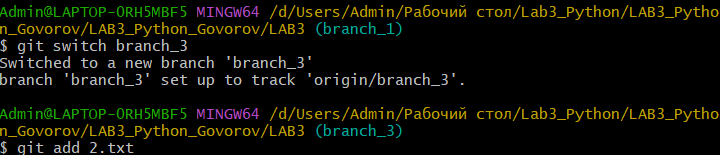 Admin@LAPTOP-ORH5MBF5 MINGW64 /d/Users/Admin/Рабочий стол/Lab3_Python/LAB3_Pytho
n_Govorov/LAB3_Python_Govorov/LAB3 (branch_1)
$ git switch branch_3
Switched to a new branch 'branch_3'
branch 'branch_3' set up to track 'origin/branch_3'.
Admin@LAPTOP-ORH5MBF5 MINGW64 /d/Users/Admin/Рабочий стол/Lab3_Python/LAB3_Pytho
n_Govorov/LAB3_Python_Govorov/LAB3 (branch_3)
$ git add 2.txt